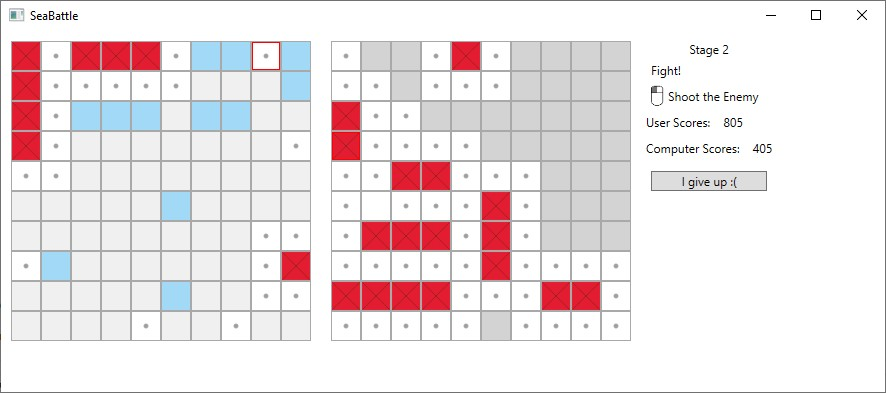 SeaBattle
Stage 2
Fight!
Shoot the Enemy
User Scores: 805
Computer Scores: 405
I give up :(